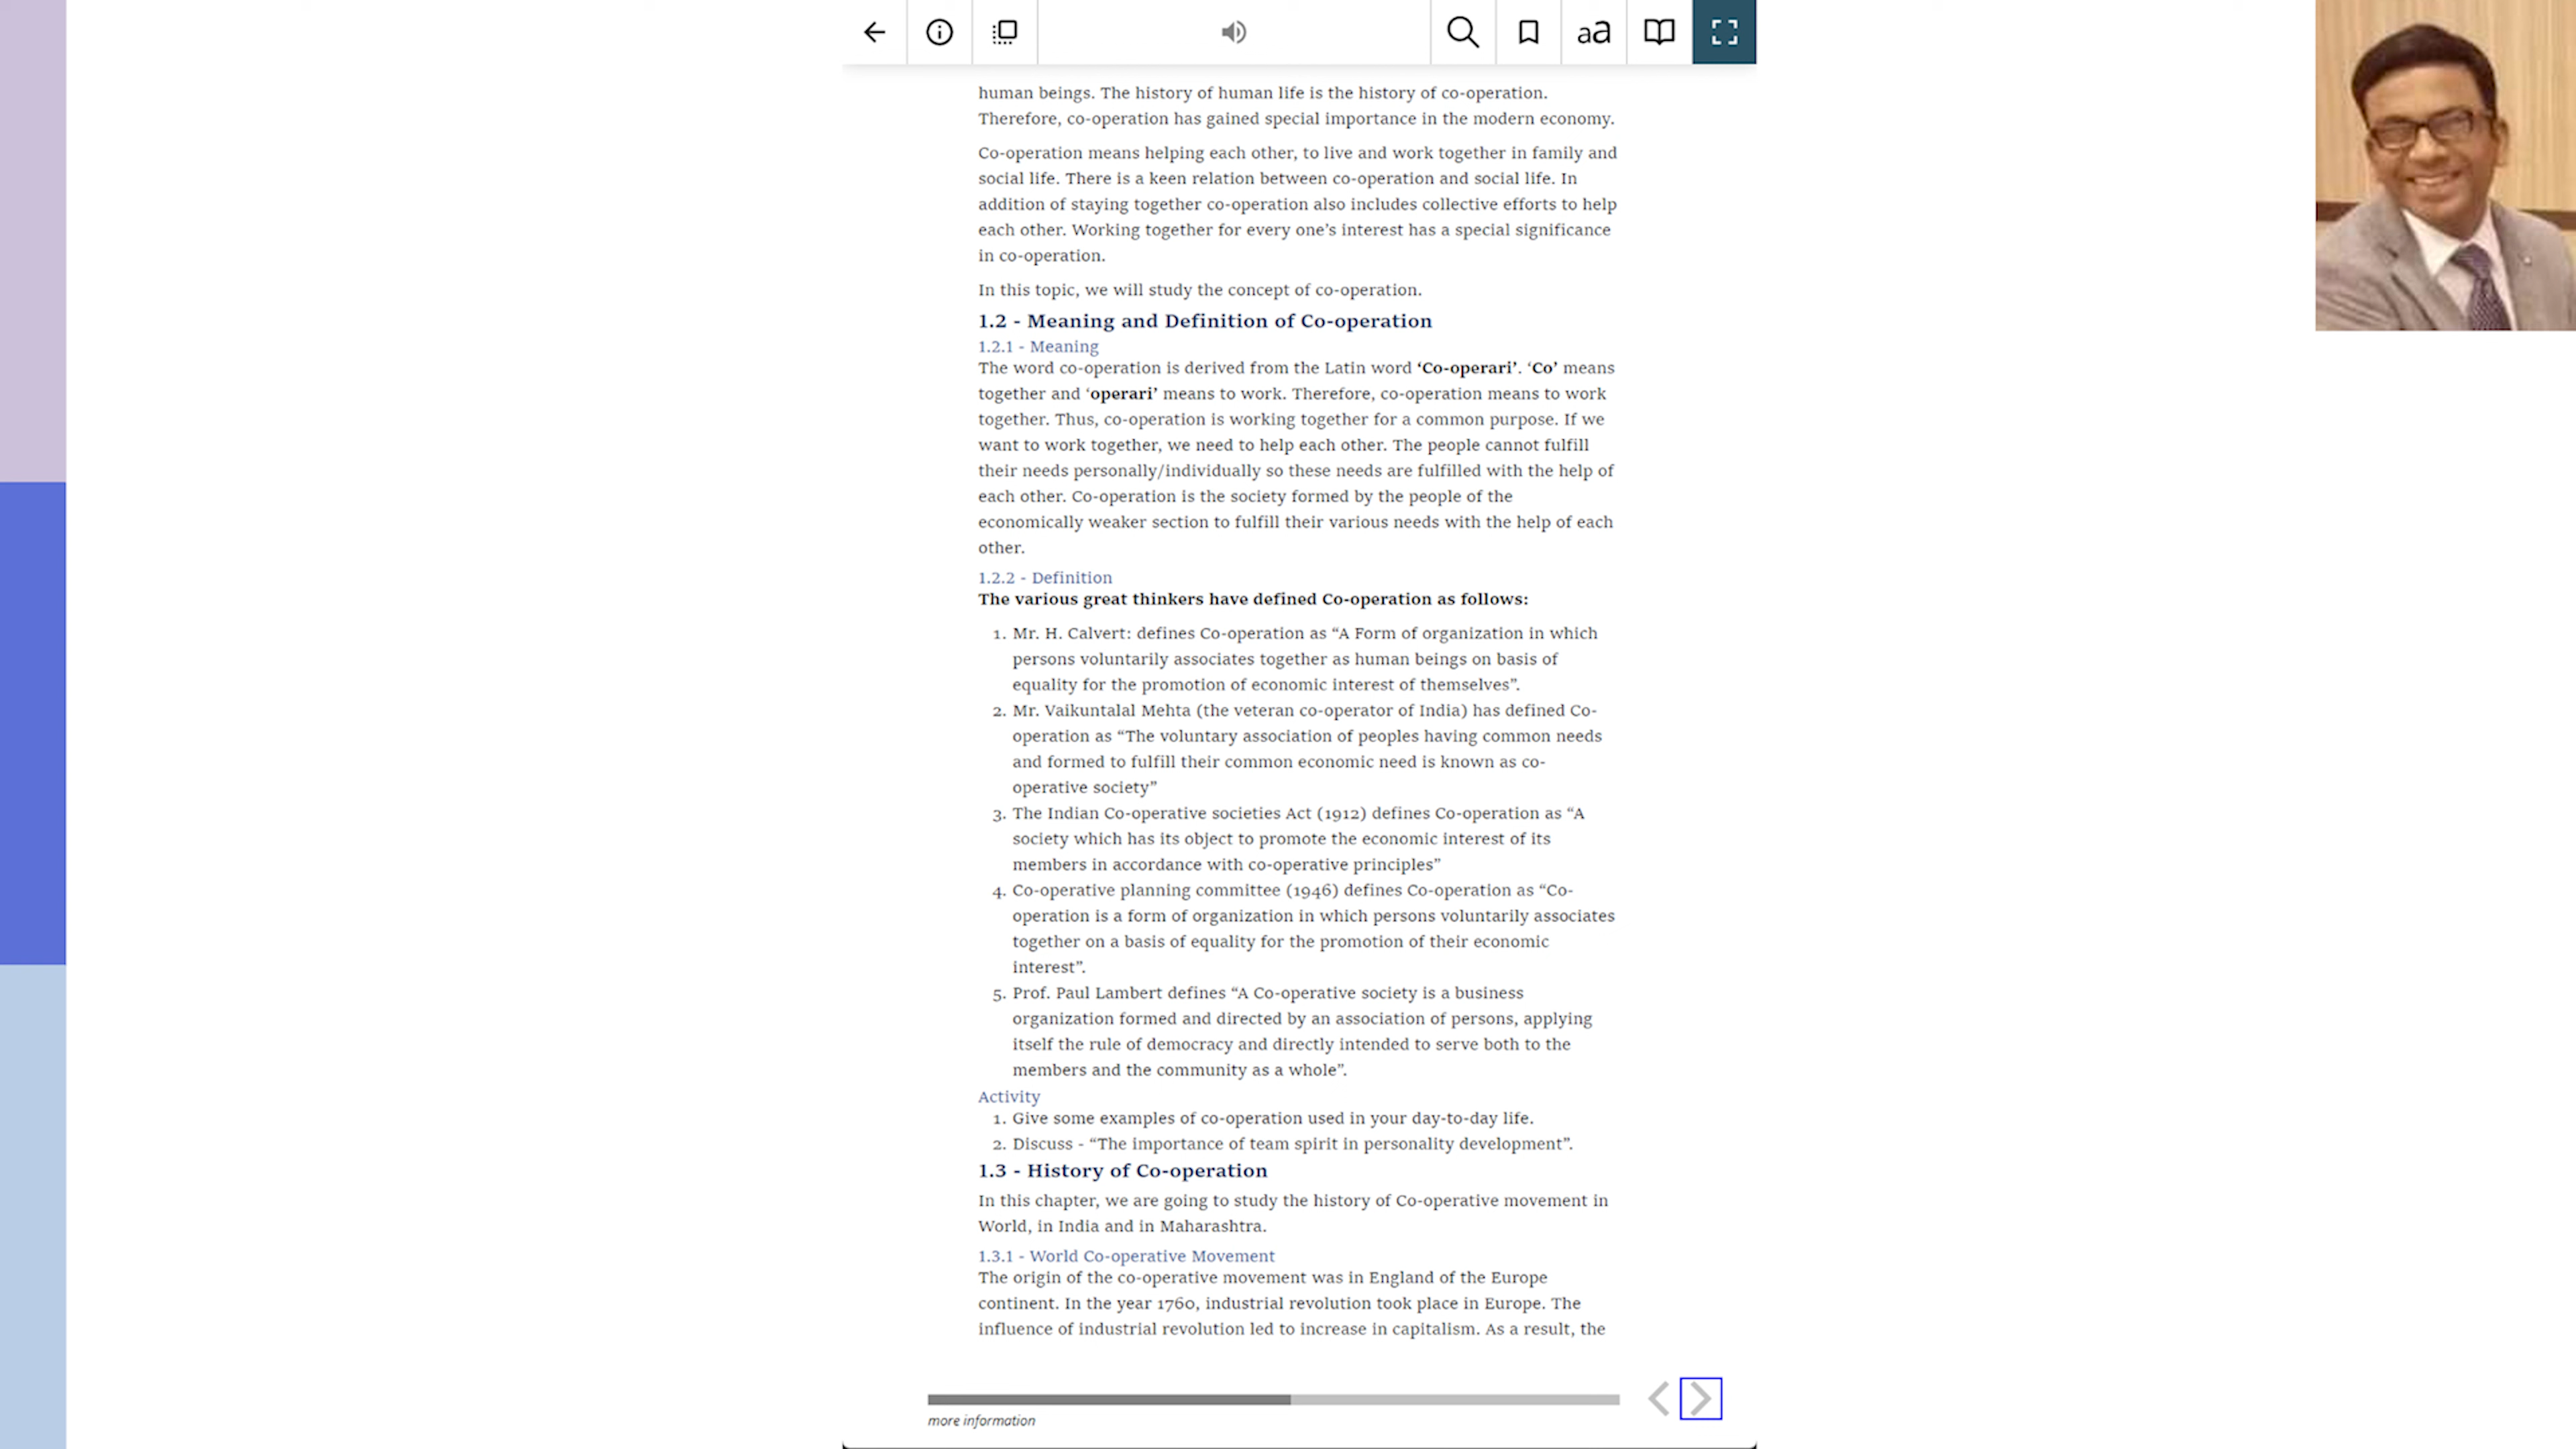 aA
human beings. The history of human life is the history of co-operation.
Therefore, co-operation has gained special importance in the modern economy.
Co-operation means helping each other, to live and work together in family and
social life. There is a keen relation between co-operation and social life. In
addition of staying together co-operation also includes collective efforts to help
each other. Working together for every one’s interest has a special significance
in co-operation.
In this topic, we will study the concept of co-operation.
1.2 - Meaning and Definition of Co-operation
1.2.1 - Meaning
The word co-operation is derived from the Latin word ‘Co-operari’. ‘Co’ means
together and ‘operari’ means to work. Therefore, co-operation means to work
together. Thus, co-operation is working together for a common purpose. If we
want to work together, we need to help each other. The people cannot fulfill
their needs personally/individually so these needs are fulfilled with the help of
each other. Co-operation is the society formed by the people of the
economically weaker section to fulfill their various needs with the help of each
other.
1.2.2 - Definition
The various great thinkers have defined Co-operation as follows:
1. Mr. H. Calvert: defines Co-operation as “A Form of organization in which
persons voluntarily associates together as human beings on basis of
equality for the promotion of economic interest of themselves”.
2. Mr. Vaikuntalal Mehta (the veteran co-operator of India) has defined Co-
operation as “The voluntary association of peoples having common needs
and formed to fulfill their common economic need is known as co-
operative society”
3. The Indian Co-operative societies Act (1912) defines Co-operation as “A
society which has its object to promote the economic interest of its
members in accordance with co-operative principles”
4. Co-operative planning committee (1946) defines Co-operation as “Co-
operation is a form of organization in which persons voluntarily associates
together on a basis of equality for the promotion of their economic
interest”.
5. Prof. Paul Lambert defines “A Co-operative society is a business
organization formed and directed by an association of persons, applying
itself the rule of democracy and directly intended to serve both to the
members and the community as a whole”.
Activity
1. Give some examples of co-operation used in your day-to-day life.
2. Discuss - “The importance of team spirit in personality development”.
1.3 - History of Co-operation
In this chapter, we are going to study the history of Co-operative movement in
World, in India and in Maharashtra.
1.3.1 - World Co-operative Movement
The origin of the co-operative movement was in England of the Europe
continent. In the year 1760, industrial revolution took place in Europe. The
influence of industrial revolution led to increase in capitalism. As a result, the
more information